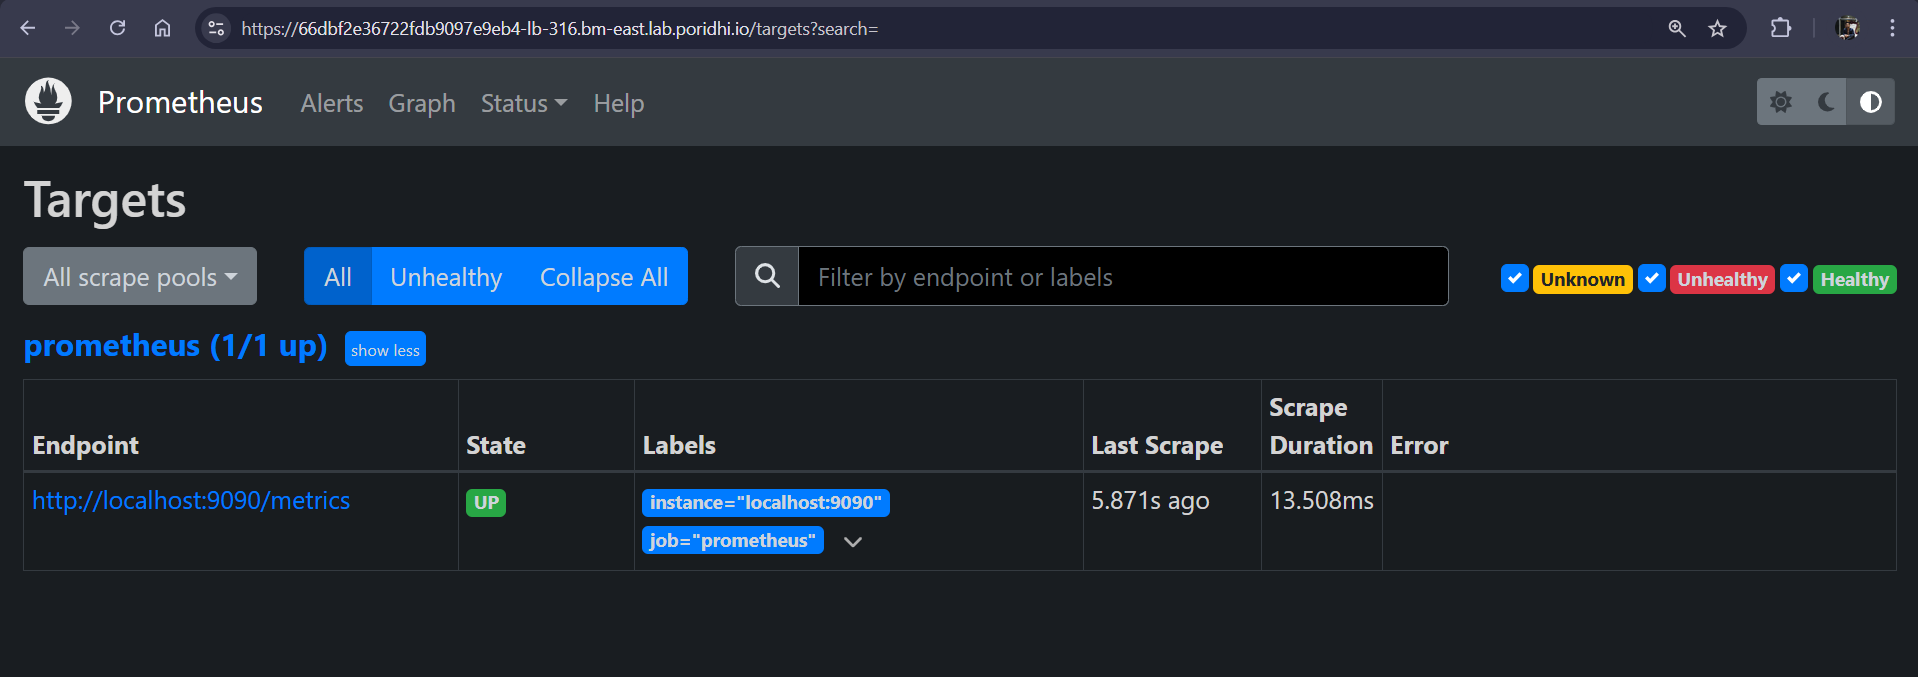 https://66dbf2e36722fdb9097e9eb4-lb-316.bm-east.lab.poridhi.io/targets?search=
Prometheus Alerts Graph Status Help
Targets
All scrape pools All Unhealthy Collapse All Filter by endpoint or labels Unknown Unhealthy Healthy
prometheus (1/1 up) show less
Endpoint State Labels Last Scrape Scrape Duration Error
http://localhost:9090/metrics UP instance="localhost:9090" 5.871s ago 13.508ms
job="prometheus"